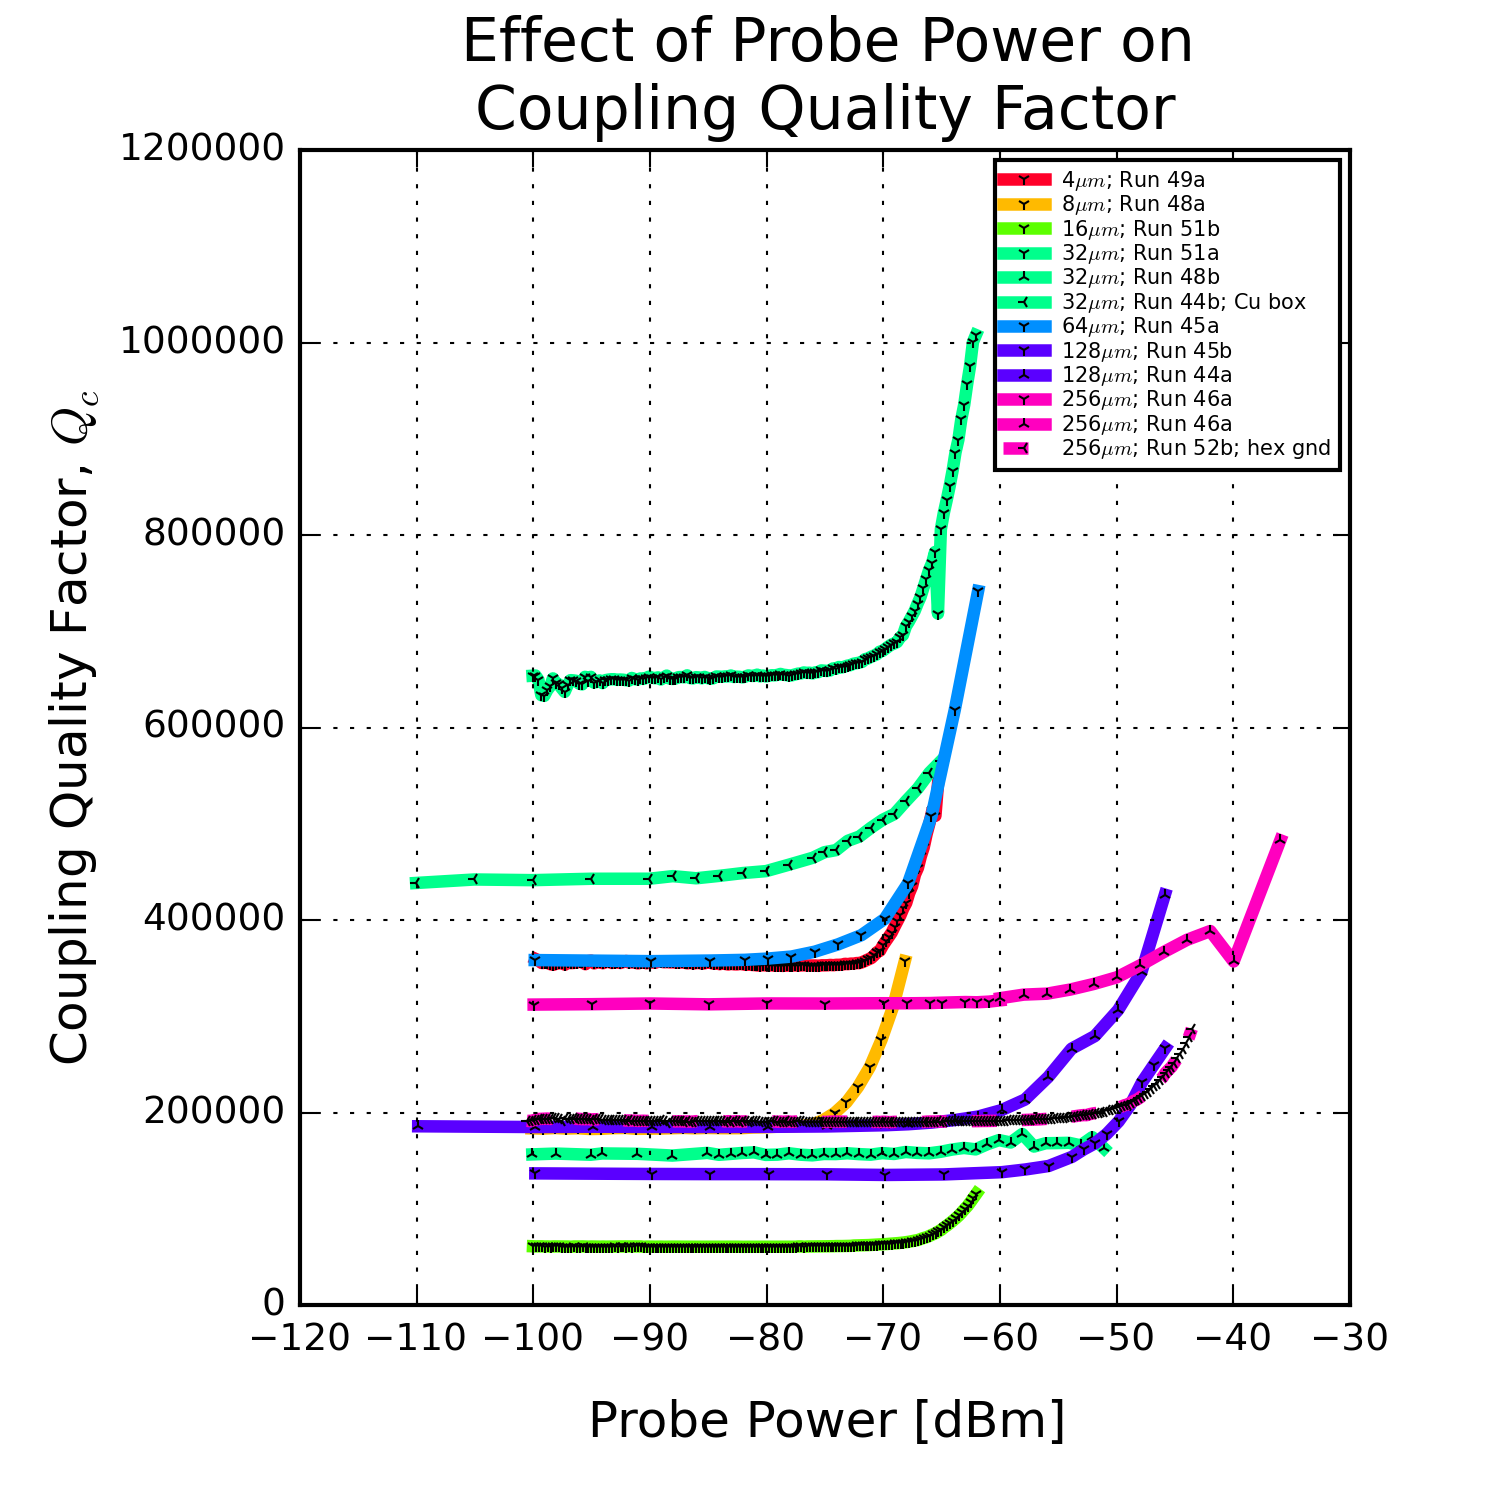 Effect of Probe Power on
Coupling Quality Factor
1200000
1000000
800000
600000
400000
200000
0
Coupling Quality Factor, Q_c
4μm; Run 49a
8μm; Run 48a
16μm; Run 51b
32μm; Run 51a
32μm; Run 48b
32μm; Run 44b; Cu box
64μm; Run 45a
128μm; Run 45b
128μm; Run 44a
256μm; Run 46a
256μm; Run 46a
256μm; Run 52b; hex gnd
−120 −110 −100 −90 −80 −70 −60 −50 −40 −30
Probe Power [dBm]